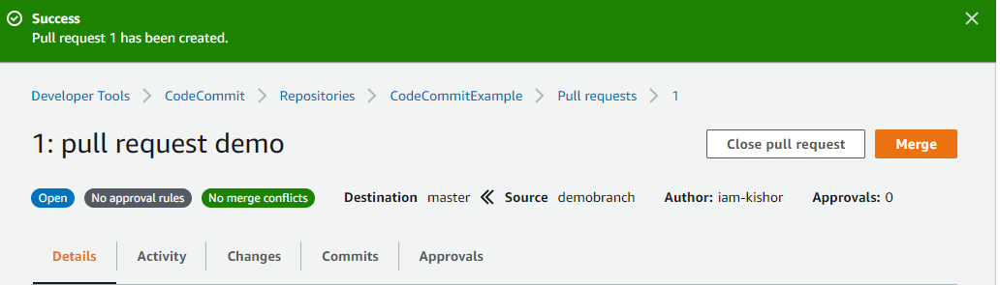 Success
Pull request 1 has been created.
Developer Tools CodeCommit Repositories CodeCommitExample Pull requests 1
1: pull request demo
Close pull request Merge
Open No approval rules No merge conflicts Destination master Source demobranch Author: iam-kishor Approvals: 0
Details Activity Changes Commits Approvals